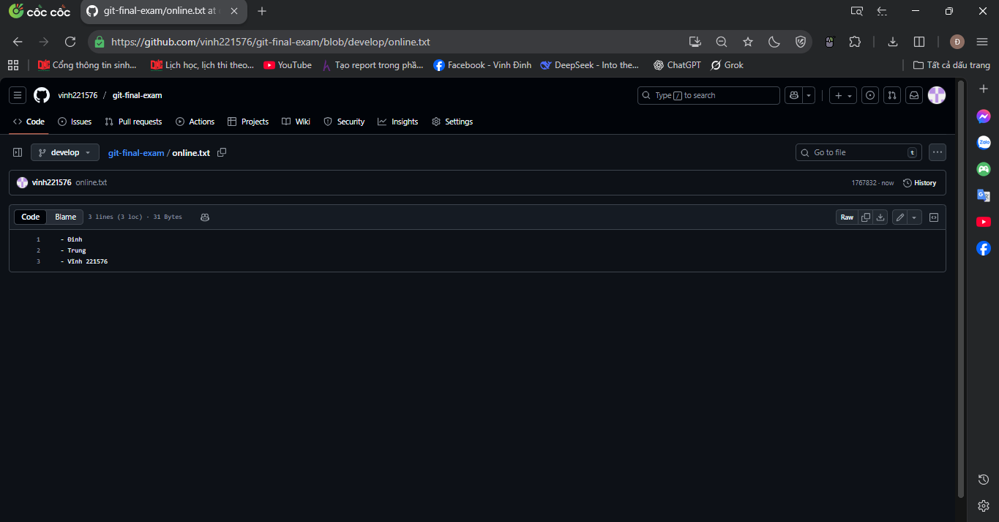 cốc cốc
git-final-exam/online.txt at
https://github.com/vinh221576/git-final-exam/blob/develop/online.txt
Đ
Cổng thông tin sinh...
Lịch học, lịch thi theo...
YouTube
Tạo report trong phầ...
Facebook - Vinh Đinh
DeepSeek - Into the...
ChatGPT
Grok
Tất cả dấu trang
vinh221576 / git-final-exam
Type / to search
Code
Issues
Pull requests
Actions
Projects
Wiki
Security
Insights
Settings
develop
git-final-exam / online.txt
Go to file
t
vinh221576 online.txt
1767832 · now
History
Code
Blame
3 lines (3 loc) · 31 Bytes
Raw
1 - Đinh
2 - Trung
3 - Vĩnh 221576
Zalo